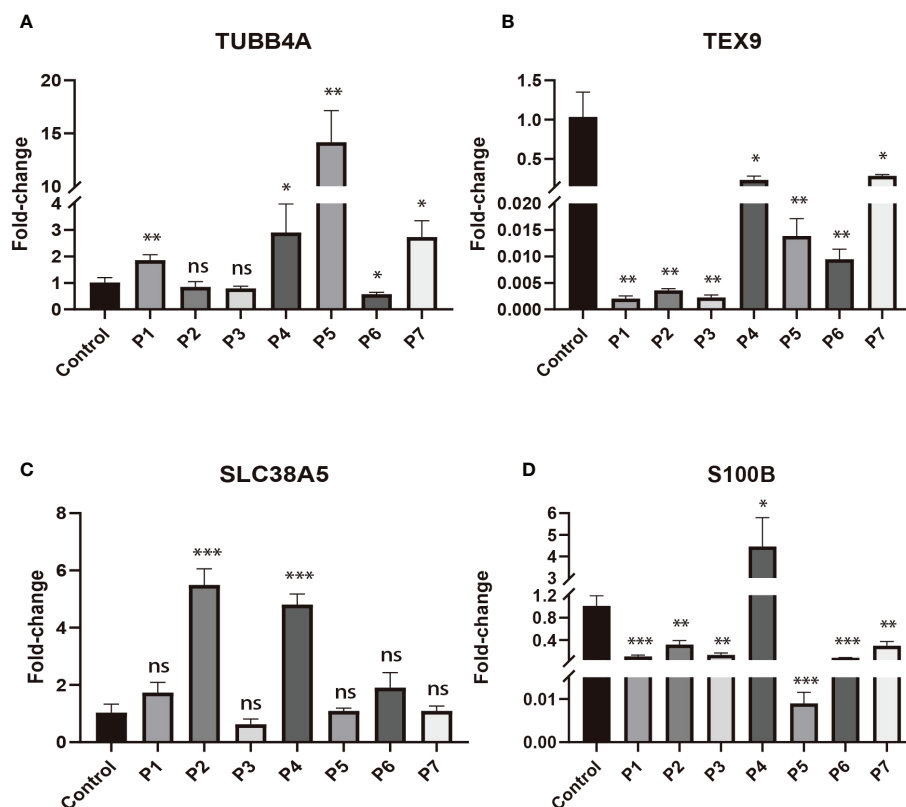 A
TUBB4A
Fold-change
20
15
10
4
3
2
1
0
** ns ns * ** * *
Control P1 P2 P3 P4 P5 P6 P7
B
TEX9
Fold-change
1.5
1.0
0.5
0.020
0.015
0.010
0.005
0.000
** ** ** * ** ** *
Control P1 P2 P3 P4 P5 P6 P7
C
SLC38A5
Fold-change
8
6
4
2
0
ns *** ns *** ns ns ns
Control P1 P2 P3 P4 P5 P6 P7
D
S100B
Fold-change
6
5
4
3
1.2
0.8
0.4
0.01
0.00
*** ** ** * *** *** **
Control P1 P2 P3 P4 P5 P6 P7